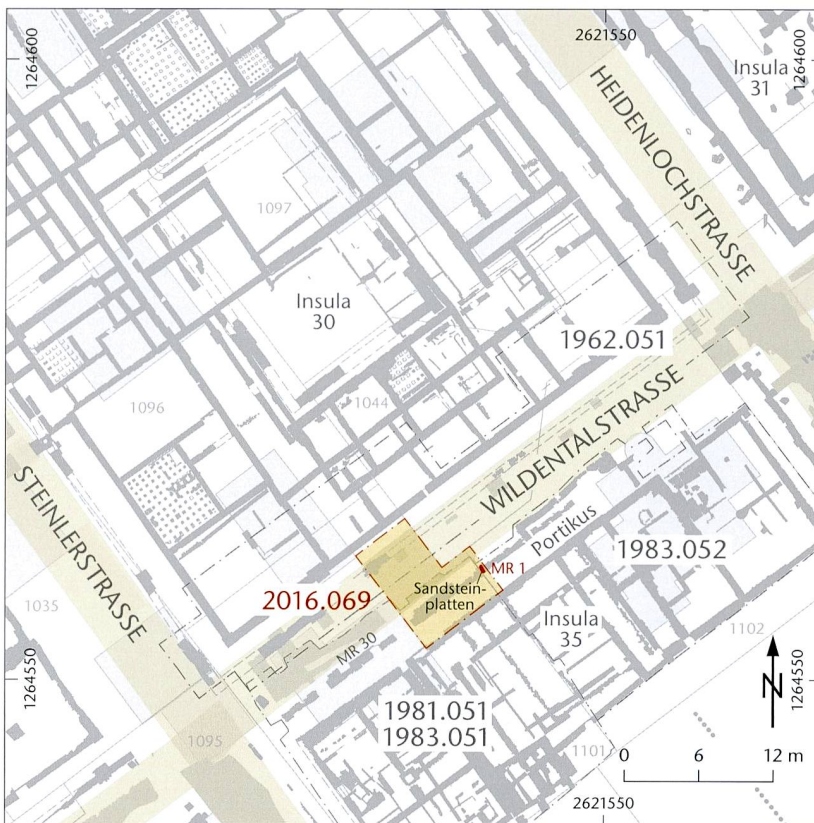 2621550
1264600
1264600
HEIDENLOCHSTRASSE
Insula
31
1097
Insula
30
1962.051
1044
1096
WILDENTALSTRASSE
STEINLERSTRASSE
Portikus
1983.052
MR 1
Sandstein-
platten
2016.069
1035
Insula
35
1102
MR 30
1264550
1264550
N
1981.051
1983.051
1095
1101
0 6 12 m
2621550